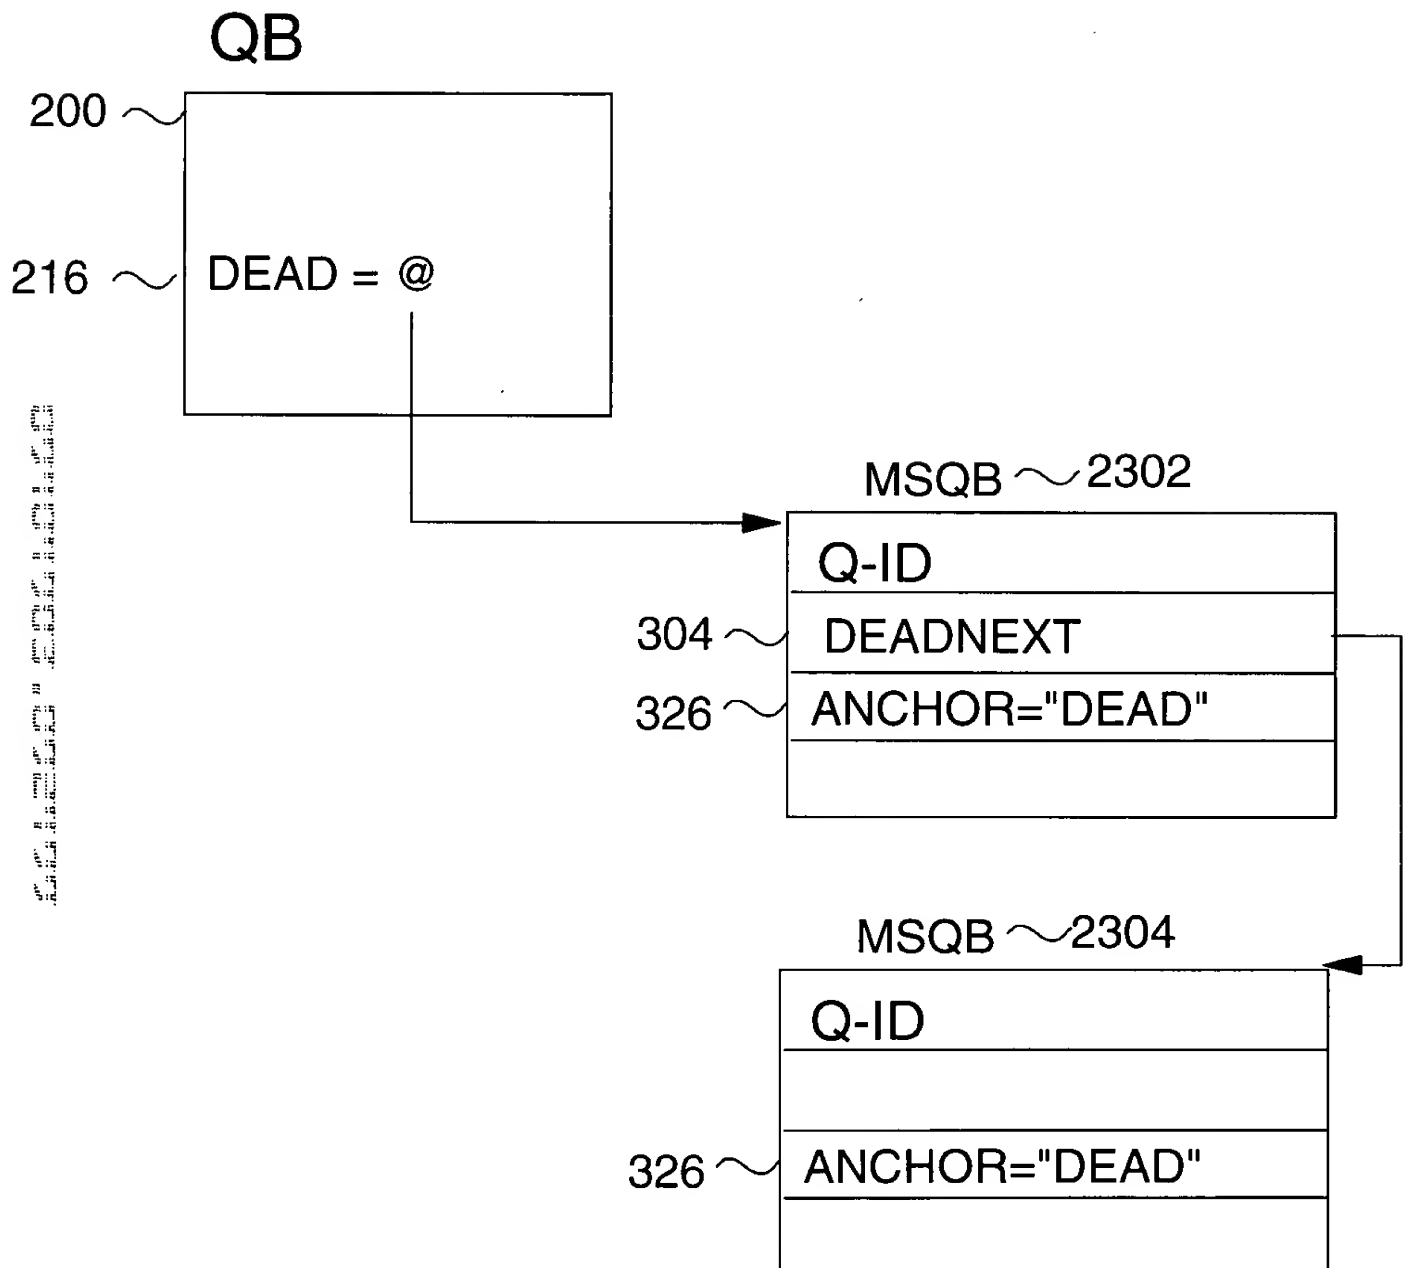 QB
200
216 DEAD = @
MSQB 2302
Q-ID
304 DEADNEXT
326 ANCHOR="DEAD"
MSQB 2304
Q-ID
326 ANCHOR="DEAD"